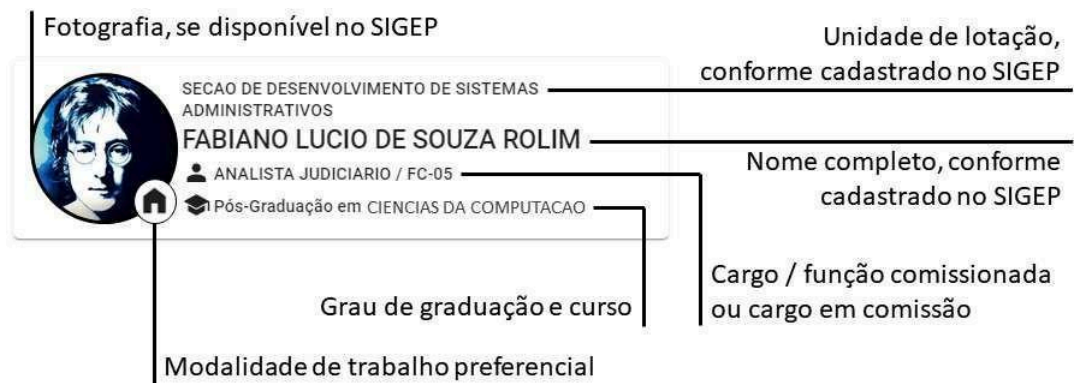 Fotografia, se disponível no SIGEP
Unidade de lotação,
conforme cadastrado no SIGEP
SECAO DE DESENVOLVIMENTO DE SISTEMAS
ADMINISTRATIVOS
FABIANO LUCIO DE SOUZA ROLIM
Nome completo, conforme
cadastrado no SIGEP
ANALISTA JUDICIARIO / FC-05
Pós-Graduação em CIENCIAS DA COMPUTACAO
Cargo / função comissionada
ou cargo em comissão
Grau de graduação e curso
Modalidade de trabalho preferencial